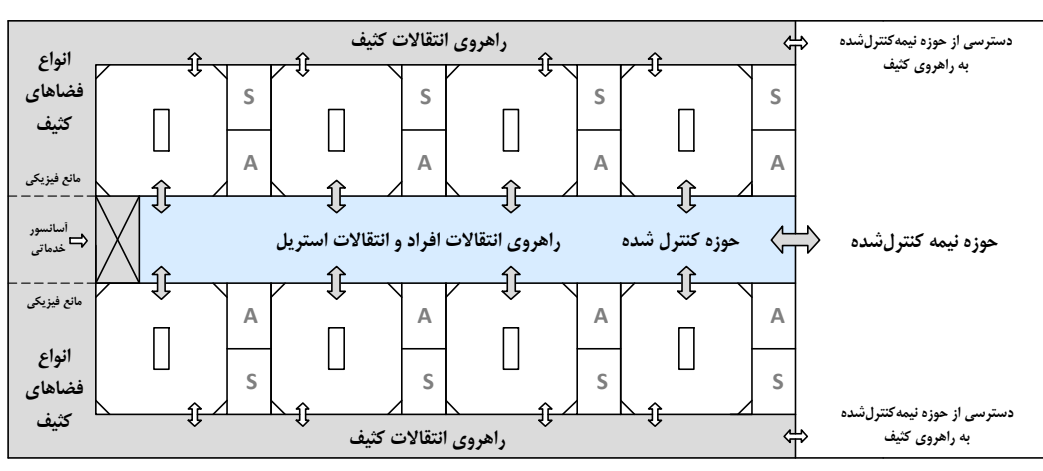 راهروی انتقالات کثیف
دسترسی از حوزه نیمه‌کنترل‌شده
به راهروی کثیف
انواع
فضاهای
کثیف
S
S
S
S
A
A
A
A
مانع فیزیکی
حوزه نیمه کنترل‌شده
حوزه کنترل شده
راهروی انتقالات افراد و انتقالات استریل
آسانسور
خدماتی
مانع فیزیکی
A
A
A
A
S
S
S
S
انواع
فضاهای
کثیف
دسترسی از حوزه نیمه‌کنترل‌شده
به راهروی کثیف
راهروی انتقالات کثیف